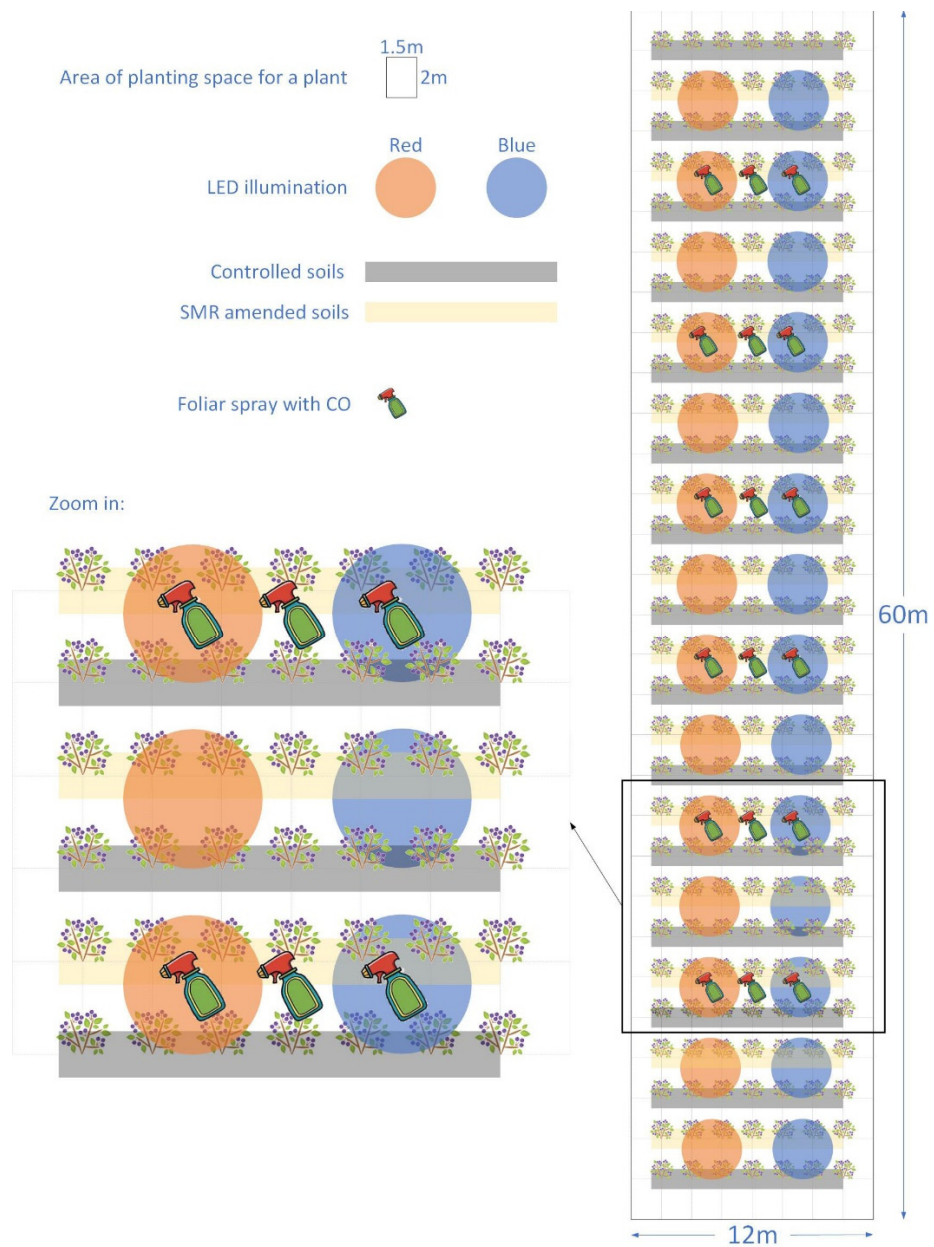 1.5m
Area of planting space for a plant
2m
Red
Blue
LED illumination
Controlled soils
SMR amended soils
Foliar spray with CO
Zoom in:
60m
12m